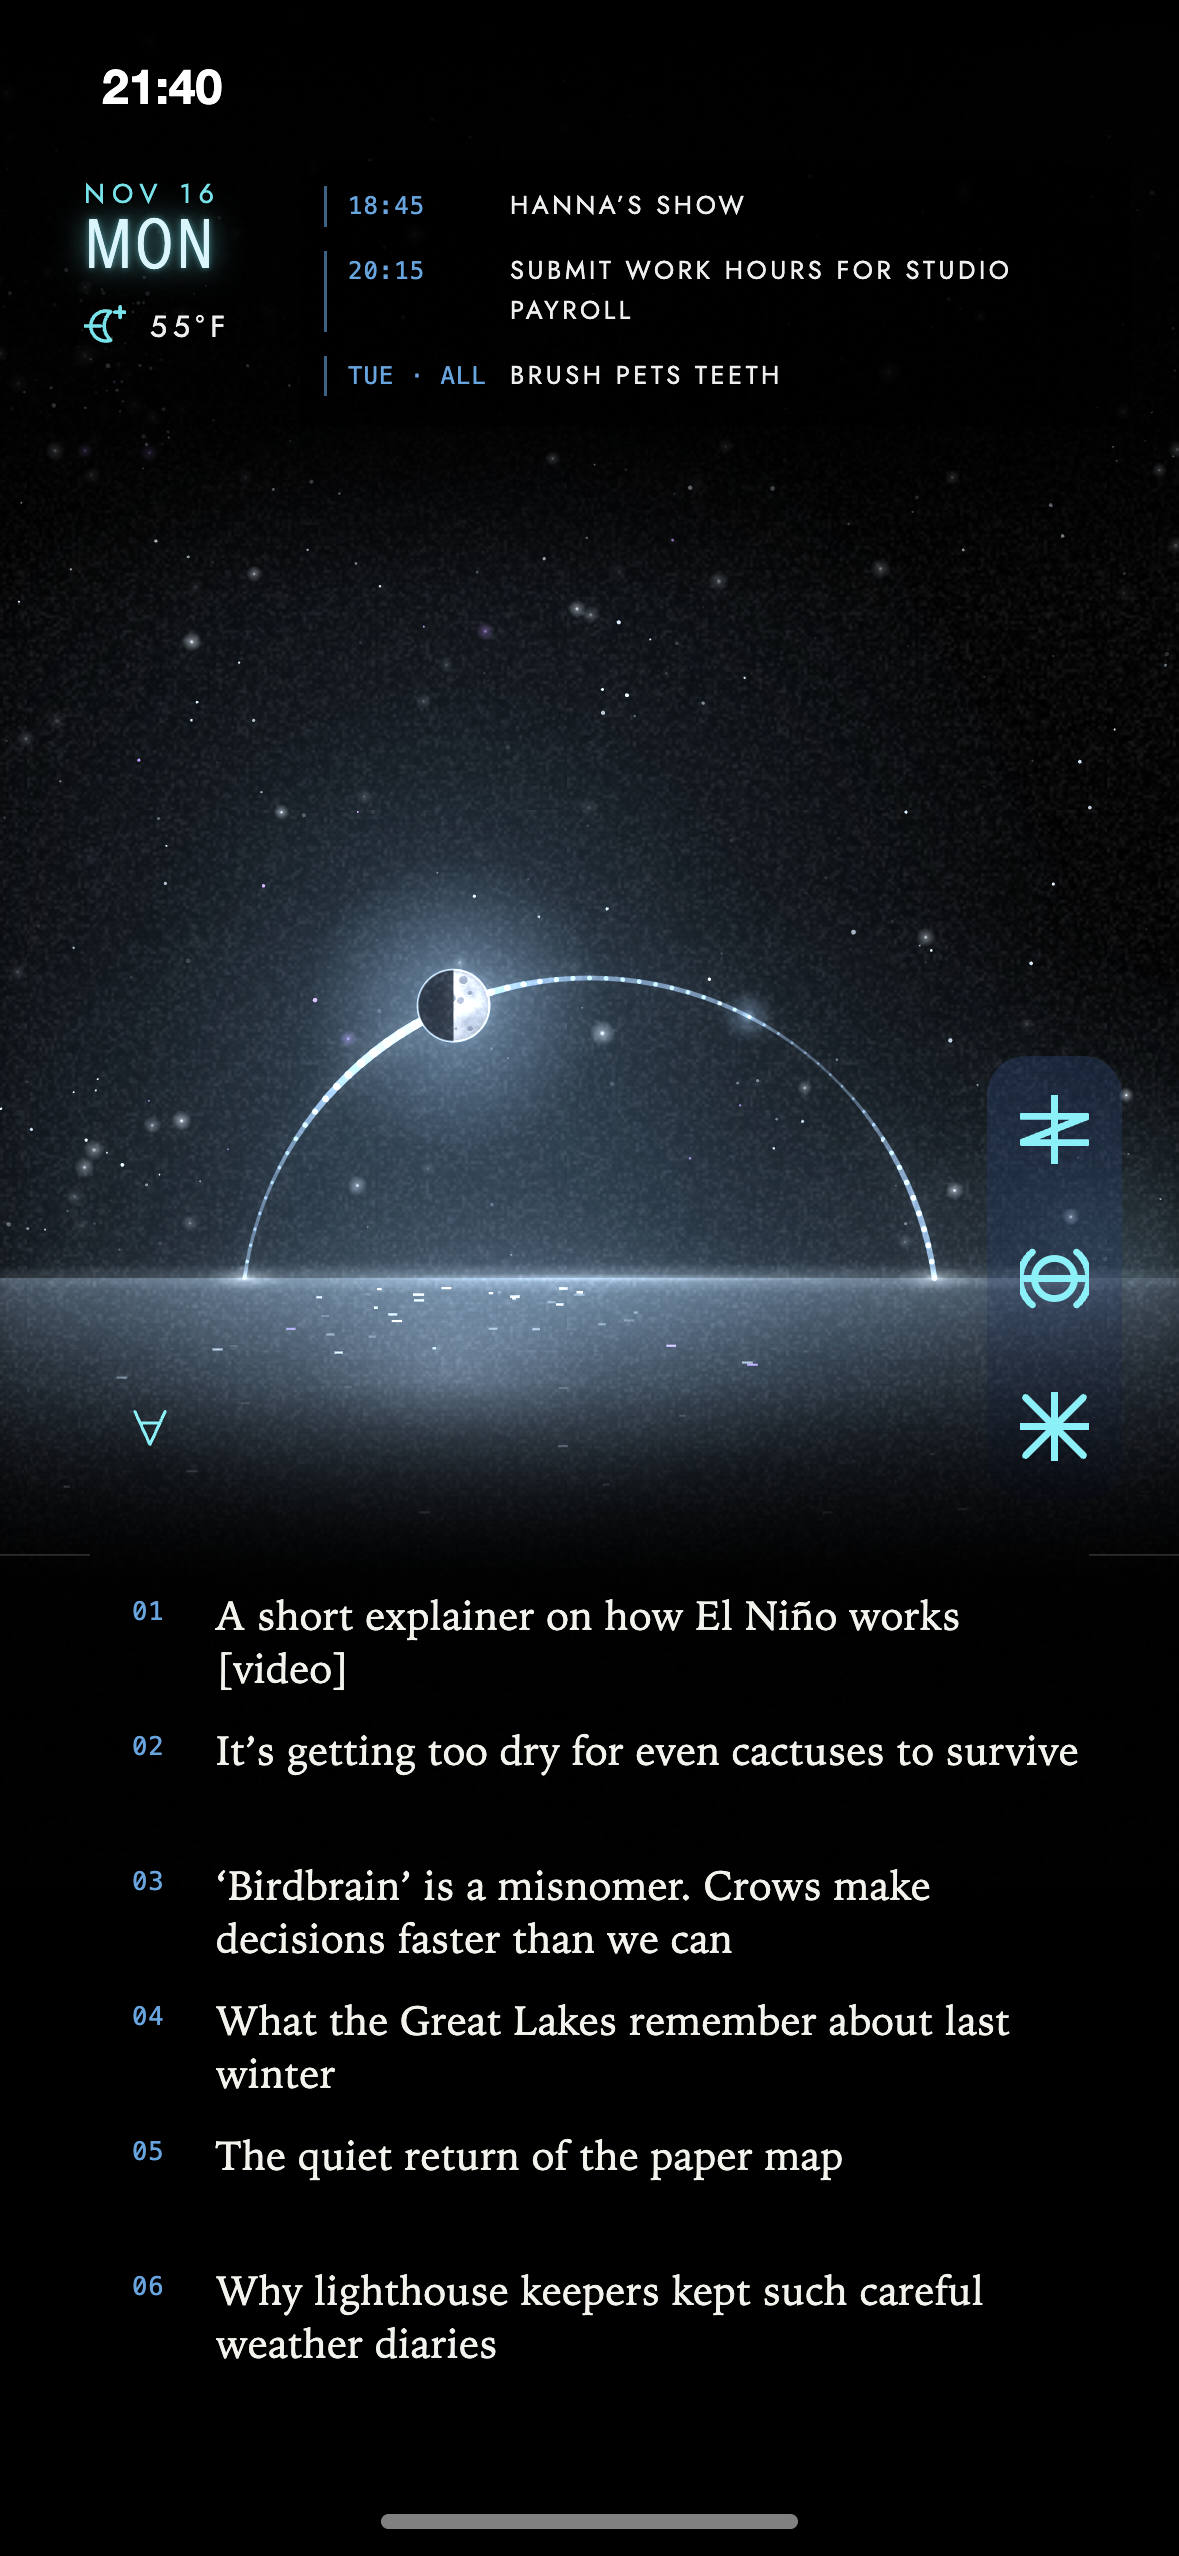 21:40
NOV 16
MON
55°F
18:45 HANNA’S SHOW
20:15 SUBMIT WORK HOURS FOR STUDIO
PAYROLL
TUE · ALL BRUSH PETS TEETH
01 A short explainer on how El Niño works
[video]
02 It’s getting too dry for even cactuses to survive
03 ‘Birdbrain’ is a misnomer. Crows make
decisions faster than we can
04 What the Great Lakes remember about last
winter
05 The quiet return of the paper map
06 Why lighthouse keepers kept such careful
weather diaries